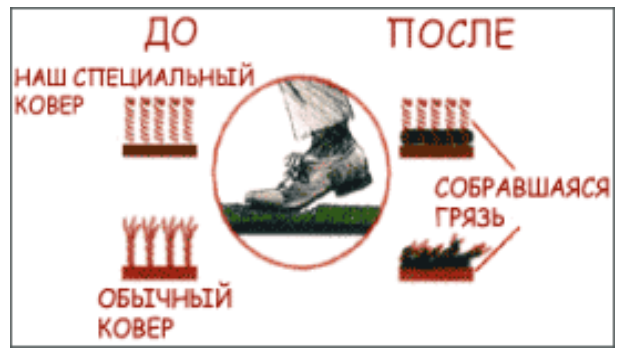 ДО
ПОСЛЕ
НАШ СПЕЦИАЛЬНЫЙ
КОВЕР
СОБРАВШАЯСЯ
ГРЯЗЬ
ОБЫЧНЫЙ
КОВЕР